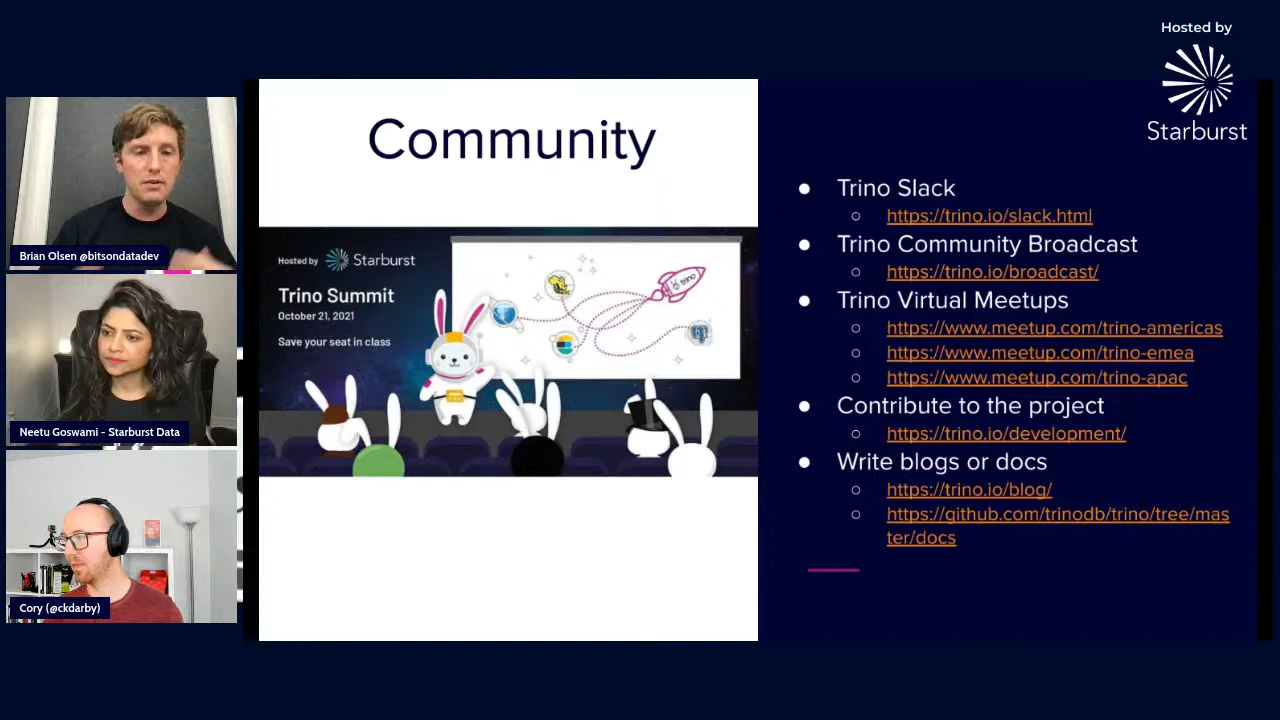 Hosted by
Starburst
Brian Olsen @bitsondatadev
Neetu Goswami - Starburst Data
Cory (@ckdarby)
Community
Hosted by Starburst
Trino Summit
October 21, 2021
Save your seat in class
trino
Trino Slack
https://trino.io/slack.html
Trino Community Broadcast
https://trino.io/broadcast/
Trino Virtual Meetups
https://www.meetup.com/trino-americas
https://www.meetup.com/trino-emea
https://www.meetup.com/trino-apac
Contribute to the project
https://trino.io/development/
Write blogs or docs
https://trino.io/blog/
https://github.com/trinodb/trino/tree/mas
ter/docs